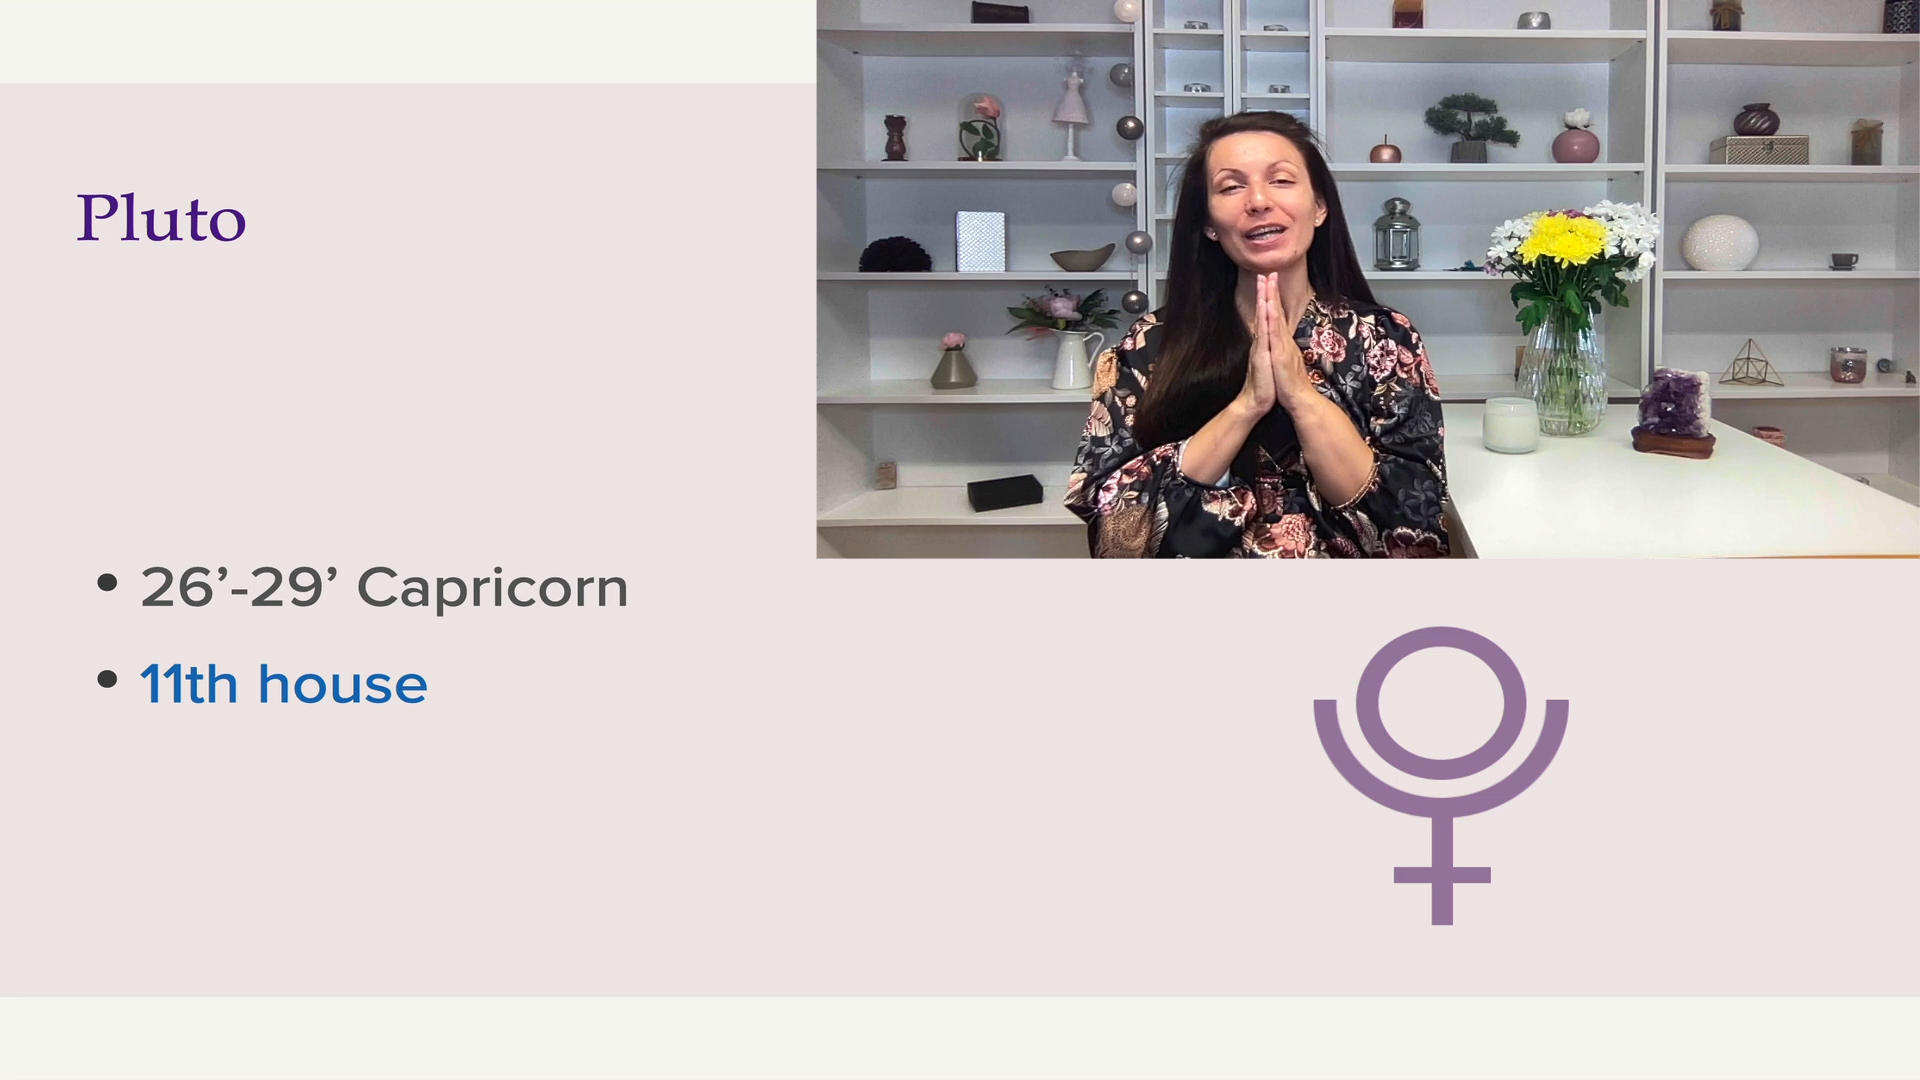 Pluto
• 26’-29’ Capricorn
• 11th house